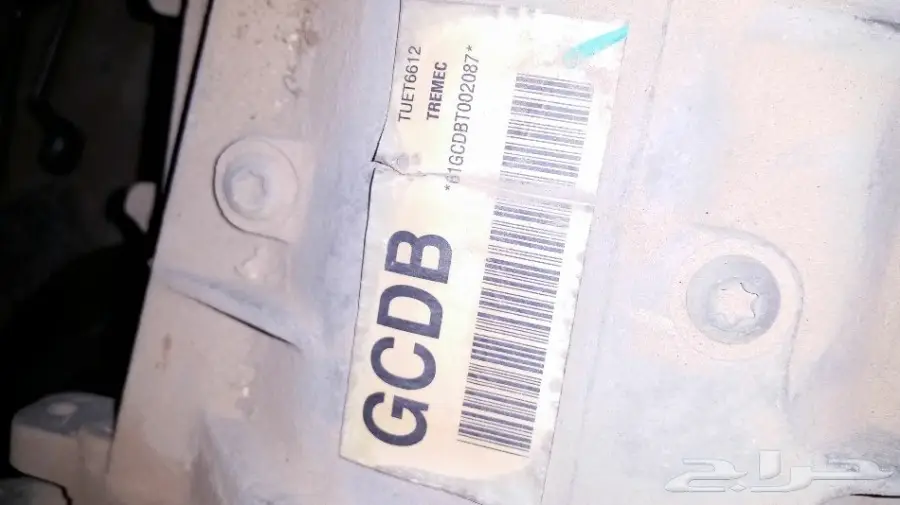 TUET6612
TREMEC
*61GCDBT002087*
GCDB
حراج